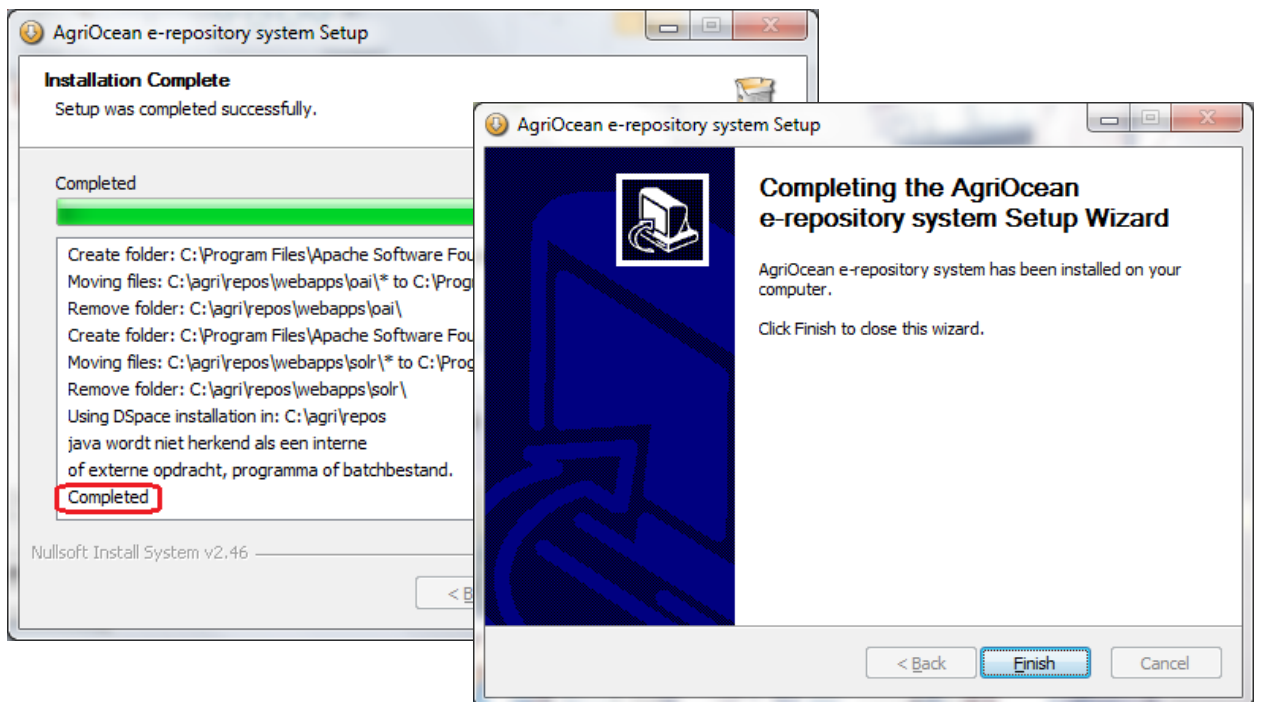 AgriOcean e-repository system Setup
Installation Complete
Setup was completed successfully.
Completed
Create folder: C:\Program Files\Apache Software Fou
Moving files: C:\agri\repos\webapps\oai\* to C:\Prog
Remove folder: C:\agri\repos\webapps\oai\
Create folder: C:\Program Files\Apache Software Fou
Moving files: C:\agri\repos\webapps\solr\* to C:\Prog
Remove folder: C:\agri\repos\webapps\solr\
Using DSpace installation in: C:\agri\repos
java wordt niet herkend als een interne
of externe opdracht, programma of batchbestand.
Completed
Nullsoft Install System v2.46
< B
AgriOcean e-repository system Setup
Completing the AgriOcean
e-repository system Setup Wizard
AgriOcean e-repository system has been installed on your
computer.
Click Finish to close this wizard.
< Back
Finish
Cancel